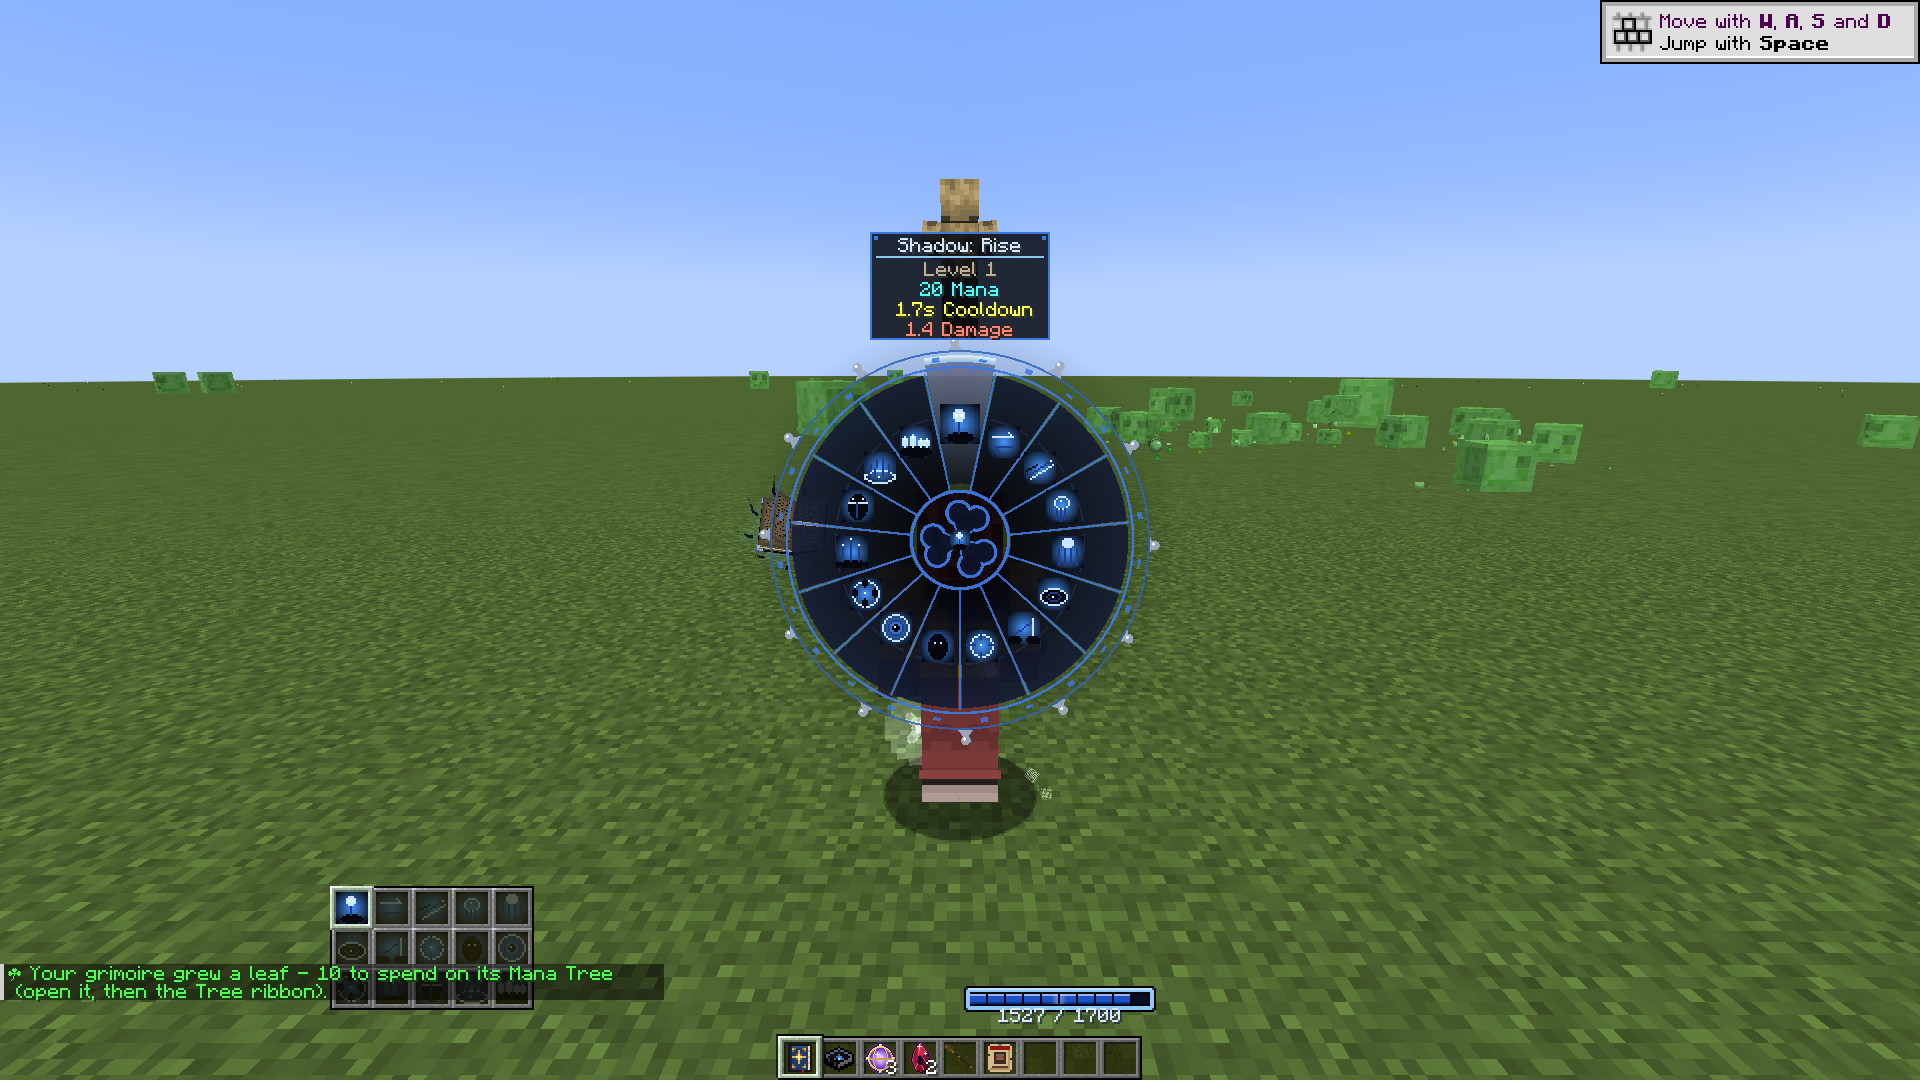 Move with W, A, S and D
Jump with Space
Shadow: Rise
Level 1
20 Mana
1.7s Cooldown
1.4 Damage
Your grimoire grew a leaf - 10 to spend on its Mana Tree
(open it, then the Tree ribbon).
1527 / 1700
3
2